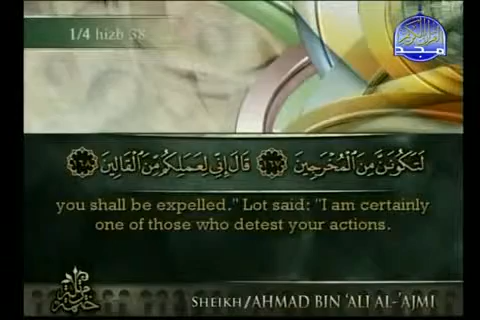 1/4 hizb 38
المجد
لَتَكُونَنَّ مِنَ الْمُخْرَجِينَ ١٦٧ قَالَ إِنِّي لِعَمَلِكُم مِّنَ الْقَالِينَ ١٦٨
you shall be expelled." Lot said: "I am certainly
one of those who detest your actions.
SHEIKH/AHMAD BIN 'ALI AL-'AJMI